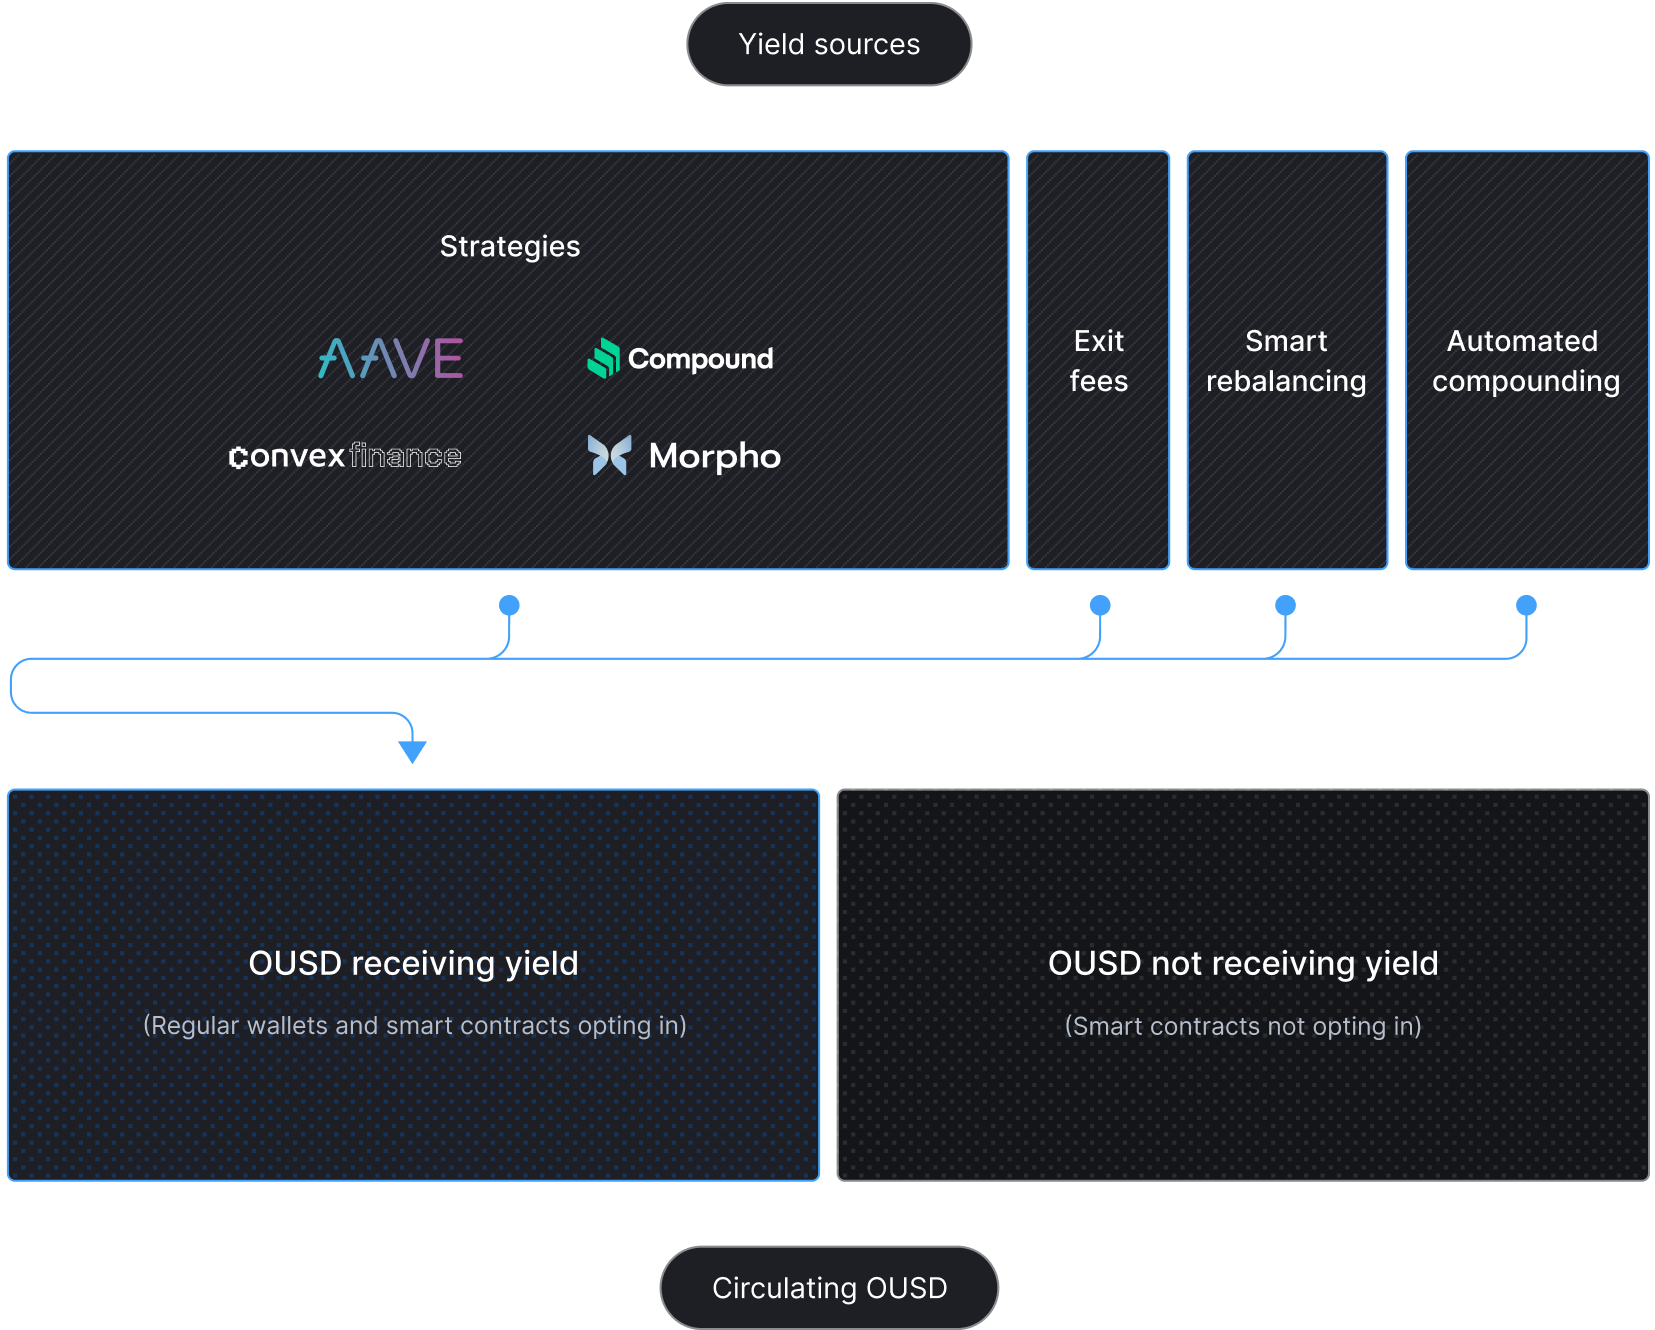 Yield sources
Strategies
AAVE
Compound
convex finance
Morpho
Exit
fees
Smart
rebalancing
Automated
compounding
OUSD receiving yield
(Regular wallets and smart contracts opting in)
OUSD not receiving yield
(Smart contracts not opting in)
Circulating OUSD